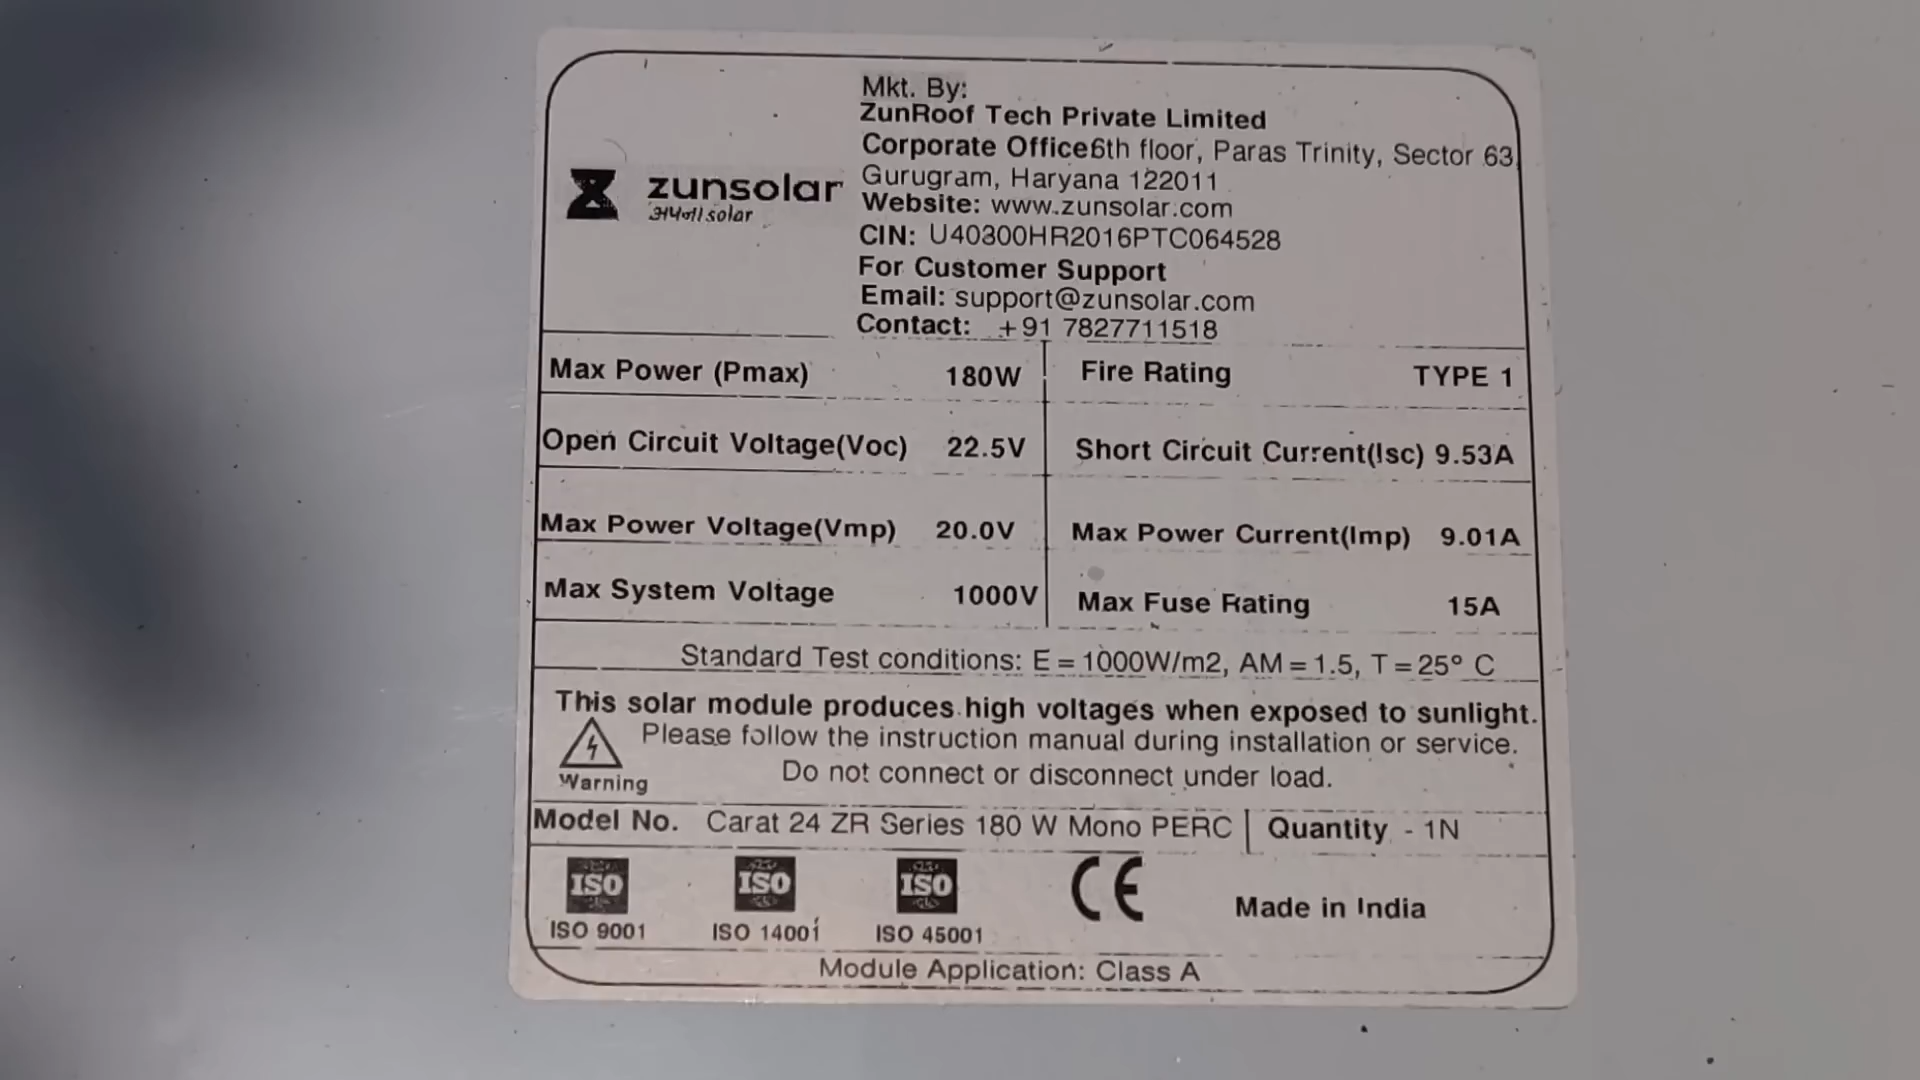 Mkt. By:
ZunRoof Tech Private Limited
Corporate Office6th floor, Paras Trinity, Sector 63,
Gurugram, Haryana 122011
Website: www.zunsolar.com
CIN: U40300HR2016PTC064528
For Customer Support
Email: support@zunsolar.com
Contact: +91 7827711518
zunsolar
अपना solar
Max Power (Pmax) 180W Fire Rating TYPE 1
Open Circuit Voltage(Voc) 22.5V Short Circuit Current(Isc) 9.53A
Max Power Voltage(Vmp) 20.0V Max Power Current(Imp) 9.01A
Max System Voltage 1000V Max Fuse Rating 15A
Standard Test conditions: E = 1000W/m2, AM = 1.5, T = 25° C
This solar module produces high voltages when exposed to sunlight.
Please follow the instruction manual during installation or service.
Do not connect or disconnect under load.
Warning
Model No. Carat 24 ZR Series 180 W Mono PERC Quantity - 1N
ISO ISO ISO CE Made in India
ISO 9001 ISO 14001 ISO 45001
Module Application: Class A